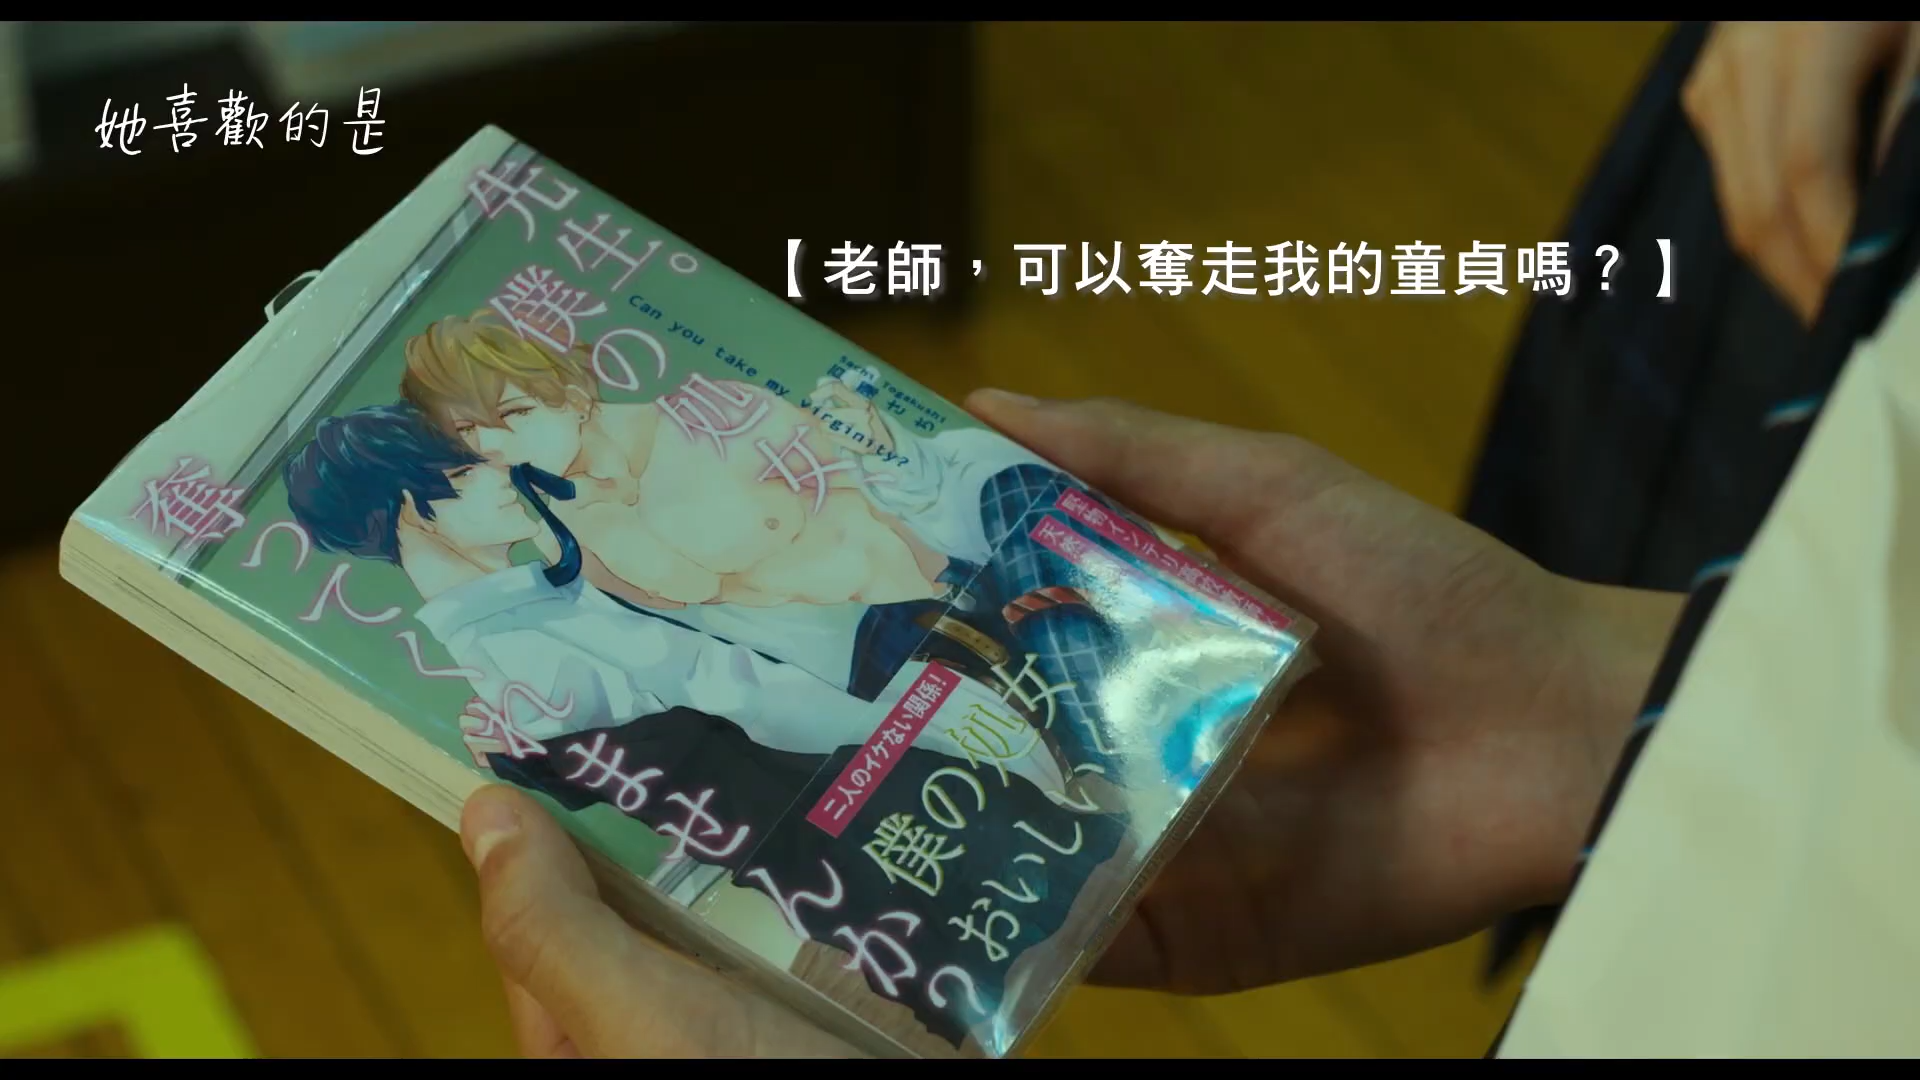 她喜歡的是
【老師，可以奪走我的童貞嗎？】
先生。
僕の処女、
奪ってくれませんか？
Can you take my virginity?
Sachi Togakushi
二人のイケない関係！
僕の処女
おいしい